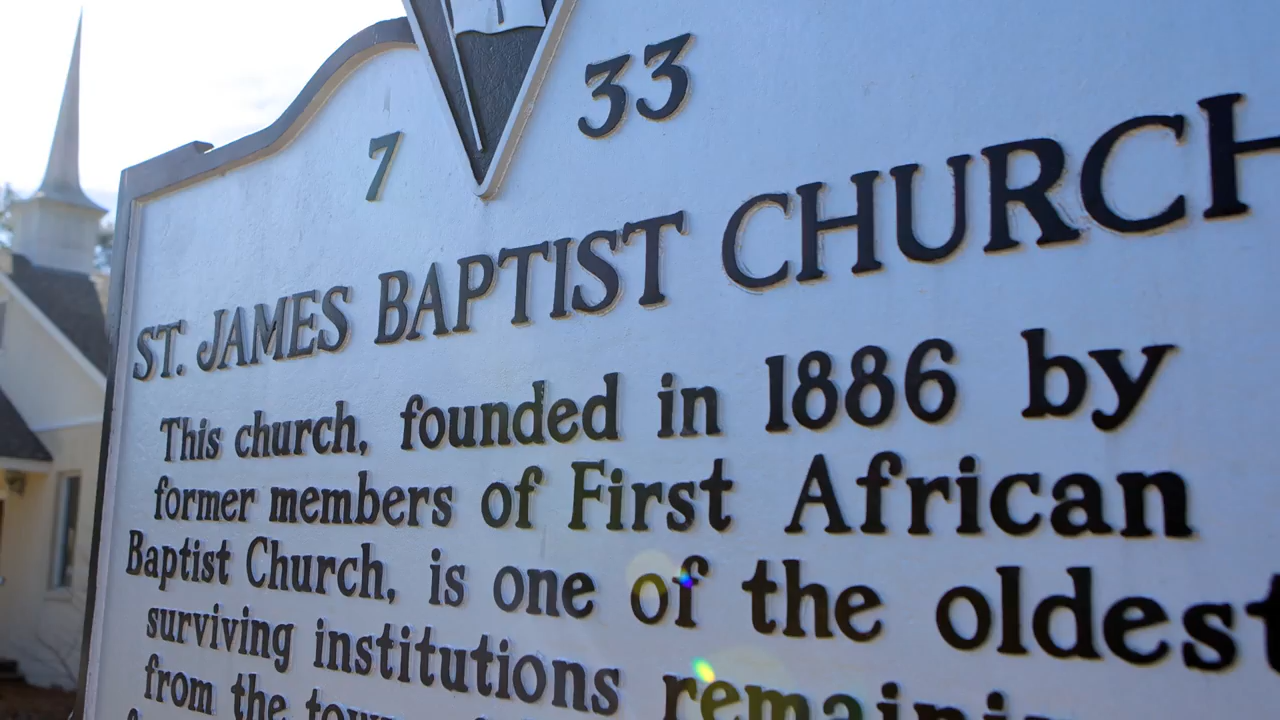 7 33
ST. JAMES BAPTIST CHURCH
This church, founded in 1886 by
former members of First African
Baptist Church, is one of the oldest
surviving institutions
from the